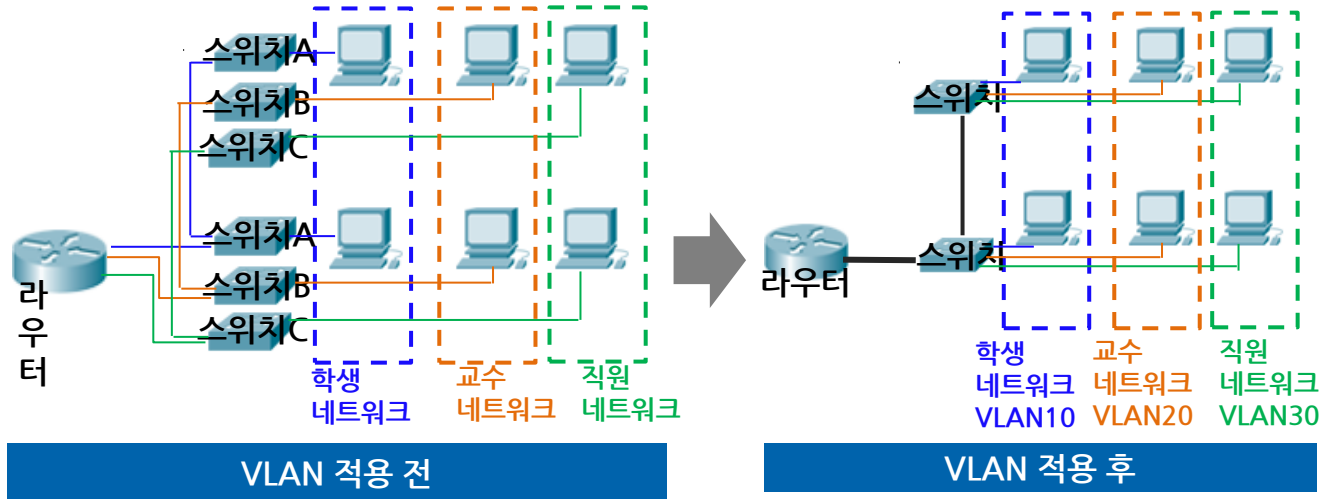 스위치A
스위치B
스위치C
스위치A
스위치B
스위치C
라
우
터
학생
네트워크
교수
네트워크
직원
네트워크
VLAN 적용 전
스위치
스위치
라우터
학생
네트워크
VLAN10
교수
네트워크
VLAN20
직원
네트워크
VLAN30
VLAN 적용 후